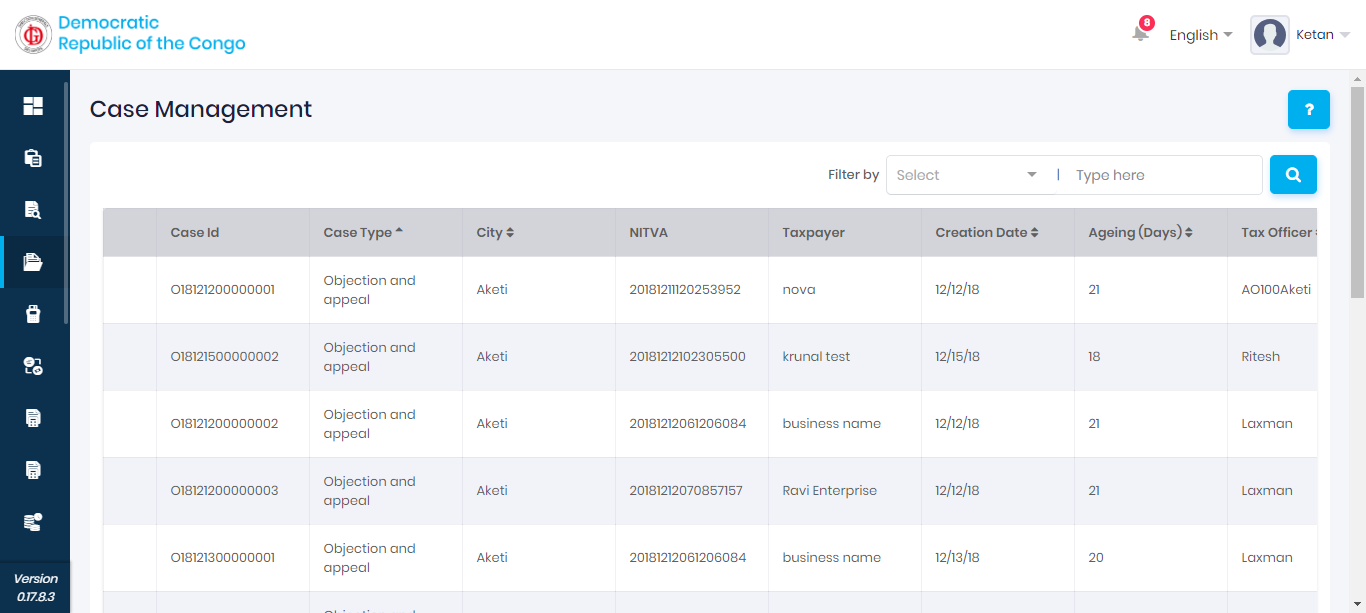 Democratic
Republic of the Congo
8
English
Ketan
Case Management
?
Filter by
Select
|
Type here
Case Id
Case Type
City
NITVA
Taxpayer
Creation Date
Ageing (Days)
Tax Officer
O18121200000001
Objection and
appeal
Aketi
20181211120253952
nova
12/12/18
21
AO100Aketi
O18121500000002
Objection and
appeal
Aketi
20181212102305500
krunal test
12/15/18
18
Ritesh
O18121200000002
Objection and
appeal
Aketi
20181212061206084
business name
12/12/18
21
Laxman
O18121200000003
Objection and
appeal
Aketi
20181212070857157
Ravi Enterprise
12/12/18
21
Laxman
O18121300000001
Objection and
appeal
Aketi
20181212061206084
business name
12/13/18
20
Laxman
Version
0.17.8.3